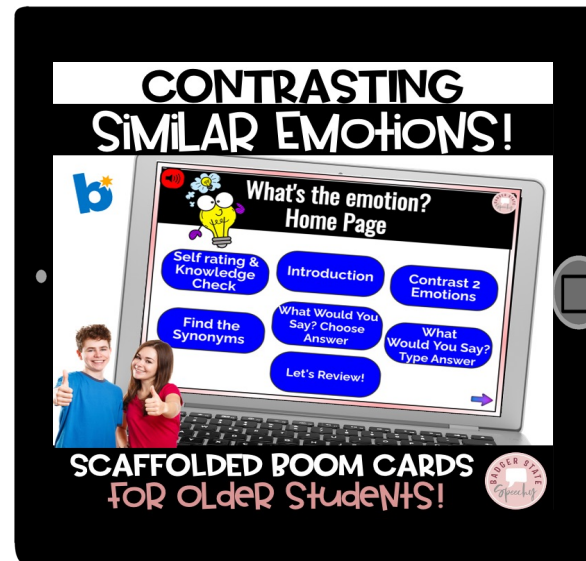 CONTRASTING
SiMiLAR EMOtiONS!
b
What's the emotion?
Home Page
Self rating &
Knowledge
Check
Introduction
Contrast 2
Emotions
Find the
Synonyms
What Would You
Say? Choose
Answer
What
Would You Say?
Type Answer
Let's Review!
SCAFFOLDED BOOM CARDS
FOR OLdeR StudeNtS!
BADGER STATE
Speechy